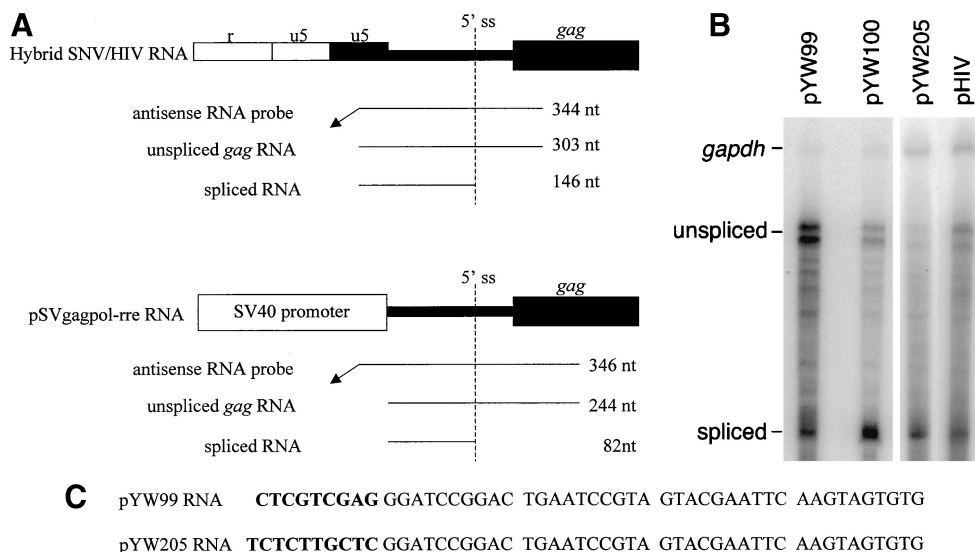 A
5' ss
r u5 u5 gag
Hybrid SNV/HIV RNA
antisense RNA probe 344 nt
unspliced gag RNA 303 nt
spliced RNA 146 nt
5' ss
gag
pSVgagpol-rre RNA SV40 promoter
antisense RNA probe 346 nt
unspliced gag RNA 244 nt
spliced RNA 82nt
B
pYW99 pYW100 pYW205 pHIV
gapdh
unspliced
spliced
C
pYW99 RNA CTCGTCGAG GGATCCGGAC TGAATCCGTA GTACGAATTC AAGTAGTGTG
pYW205 RNA TCTCTTGCTC GGATCCGGAC TGAATCCGTA GTACGAATTC AAGTAGTGTG